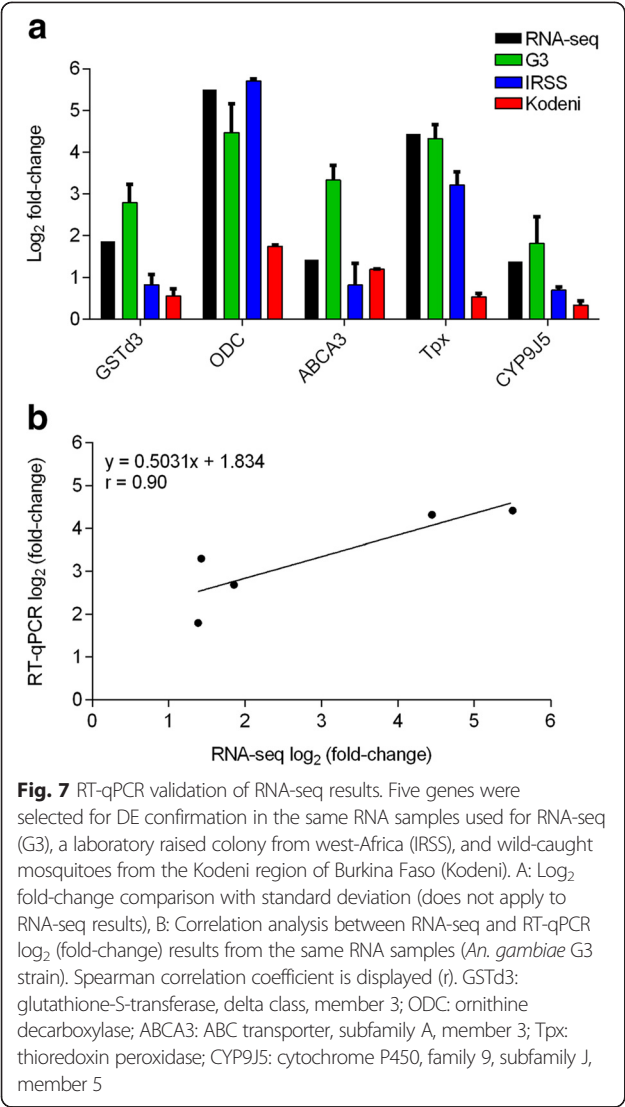 a
RNA-seq
G3
IRSS
Kodeni
Log2 fold-change
6
5
4
3
2
1
0
GSTd3
ODC
ABCA3
Tpx
CYP9J5
b
y = 0.5031x + 1.834
r = 0.90
RT-qPCR log2 (fold-change)
6
5
4
3
2
1
0
0 1 2 3 4 5 6
RNA-seq log2 (fold-change)
Fig. 7 RT-qPCR validation of RNA-seq results. Five genes were
selected for DE confirmation in the same RNA samples used for RNA-seq
(G3), a laboratory raised colony from west-Africa (IRSS), and wild-caught
mosquitoes from the Kodeni region of Burkina Faso (Kodeni). A: Log2
fold-change comparison with standard deviation (does not apply to
RNA-seq results), B: Correlation analysis between RNA-seq and RT-qPCR
log2 (fold-change) results from the same RNA samples (An. gambiae G3
strain). Spearman correlation coefficient is displayed (r). GSTd3:
glutathione-S-transferase, delta class, member 3; ODC: ornithine
decarboxylase; ABCA3: ABC transporter, subfamily A, member 3; Tpx:
thioredoxin peroxidase; CYP9J5: cytochrome P450, family 9, subfamily J,
member 5